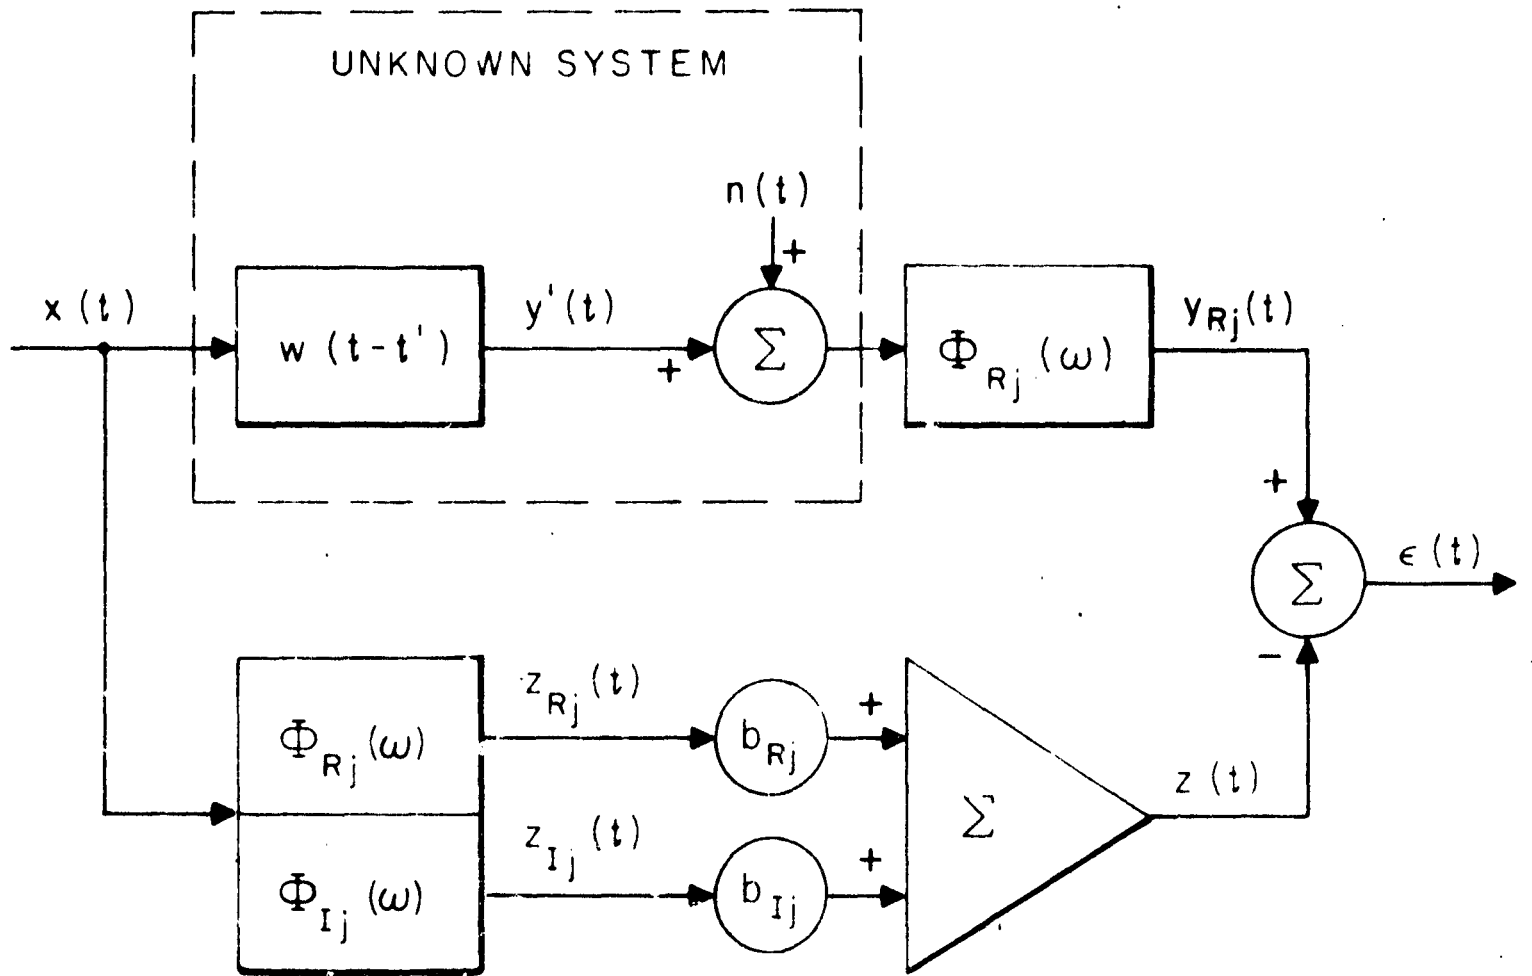 UNKNOWN SYSTEM
n(t)
+
x(t)
w(t-t')
y'(t)
+
Σ
Φ_Rj(ω)
y_Rj(t)
+
Σ
ϵ(t)
-
Φ_Rj(ω)
z_Rj(t)
b_Rj
+
Σ
z(t)
Φ_Ij(ω)
z_Ij(t)
b_Ij
+